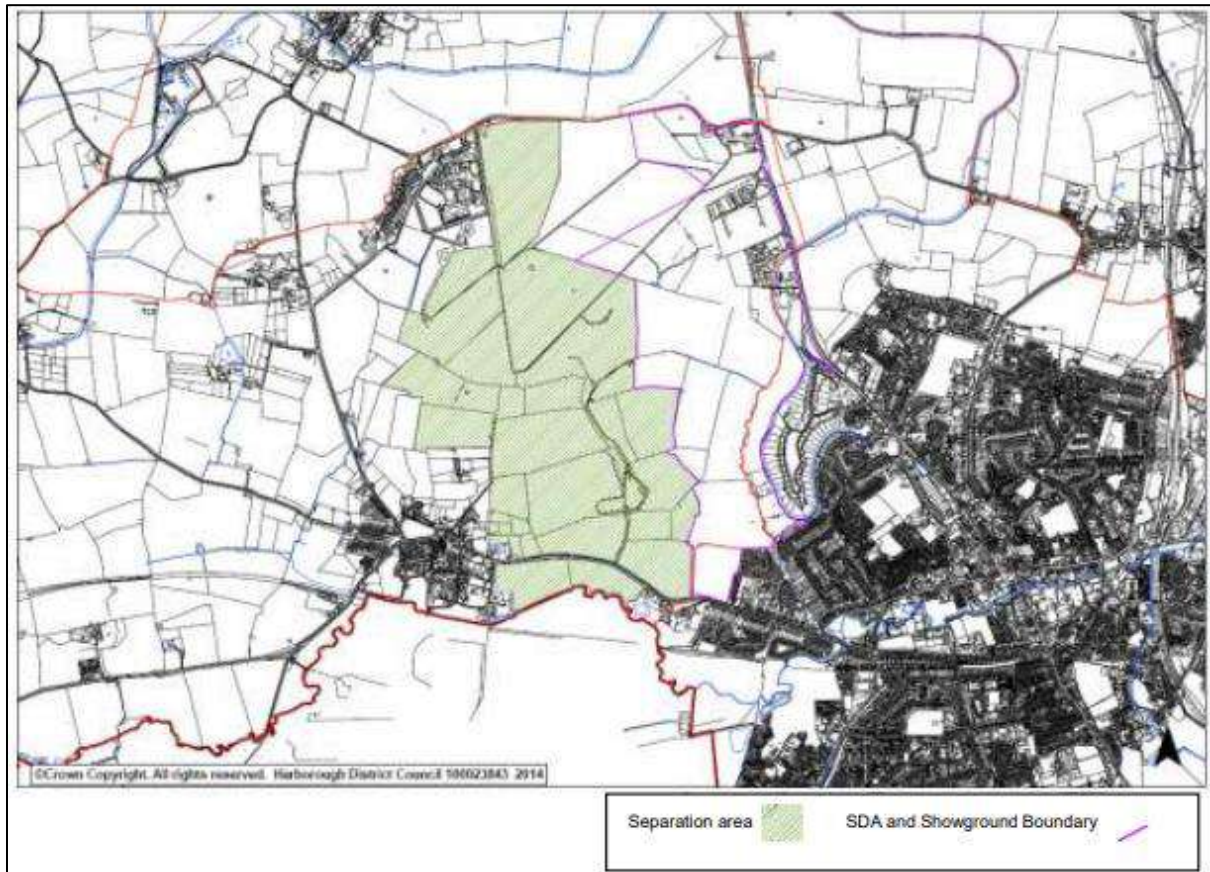 ©Crown Copyright. All rights reserved. Harborough District Council 100023843 2014
Separation area
SDA and Showground Boundary